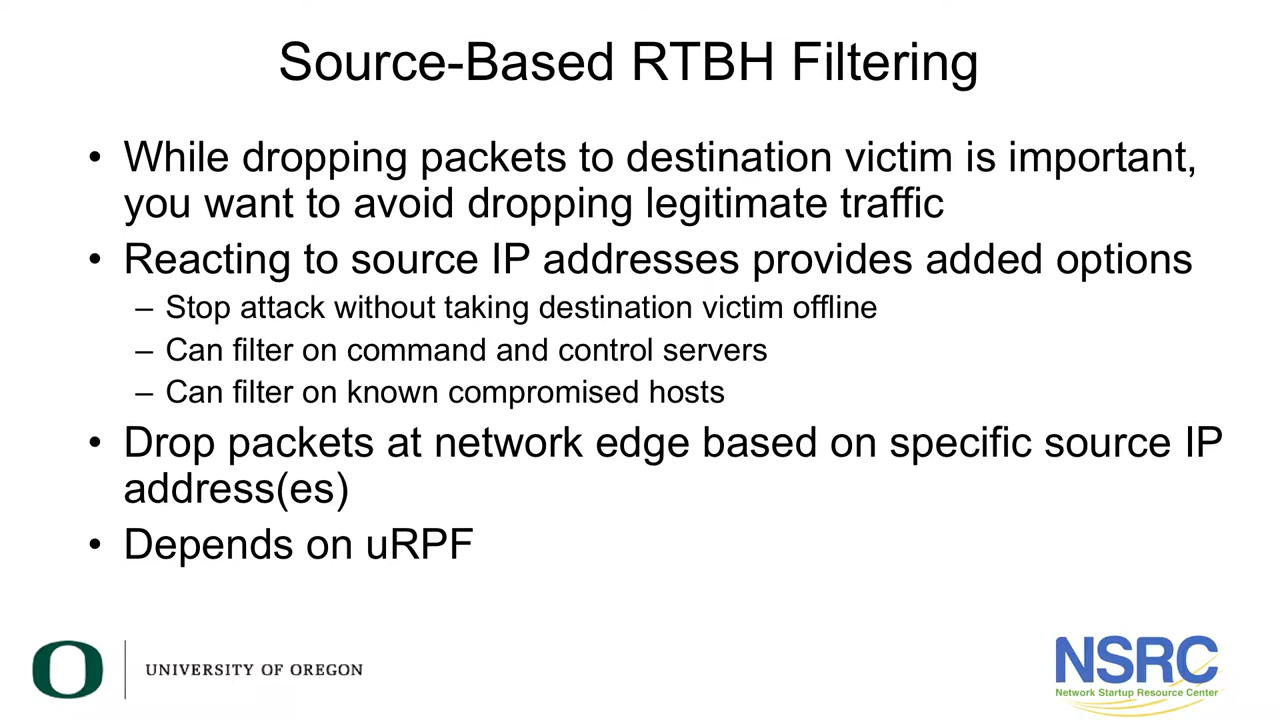 Source-Based RTBH Filtering
• While dropping packets to destination victim is important,
you want to avoid dropping legitimate traffic
• Reacting to source IP addresses provides added options
– Stop attack without taking destination victim offline
– Can filter on command and control servers
– Can filter on known compromised hosts
• Drop packets at network edge based on specific source IP
address(es)
• Depends on uRPF
O
UNIVERSITY OF OREGON
NSRC
Network Startup Resource Center